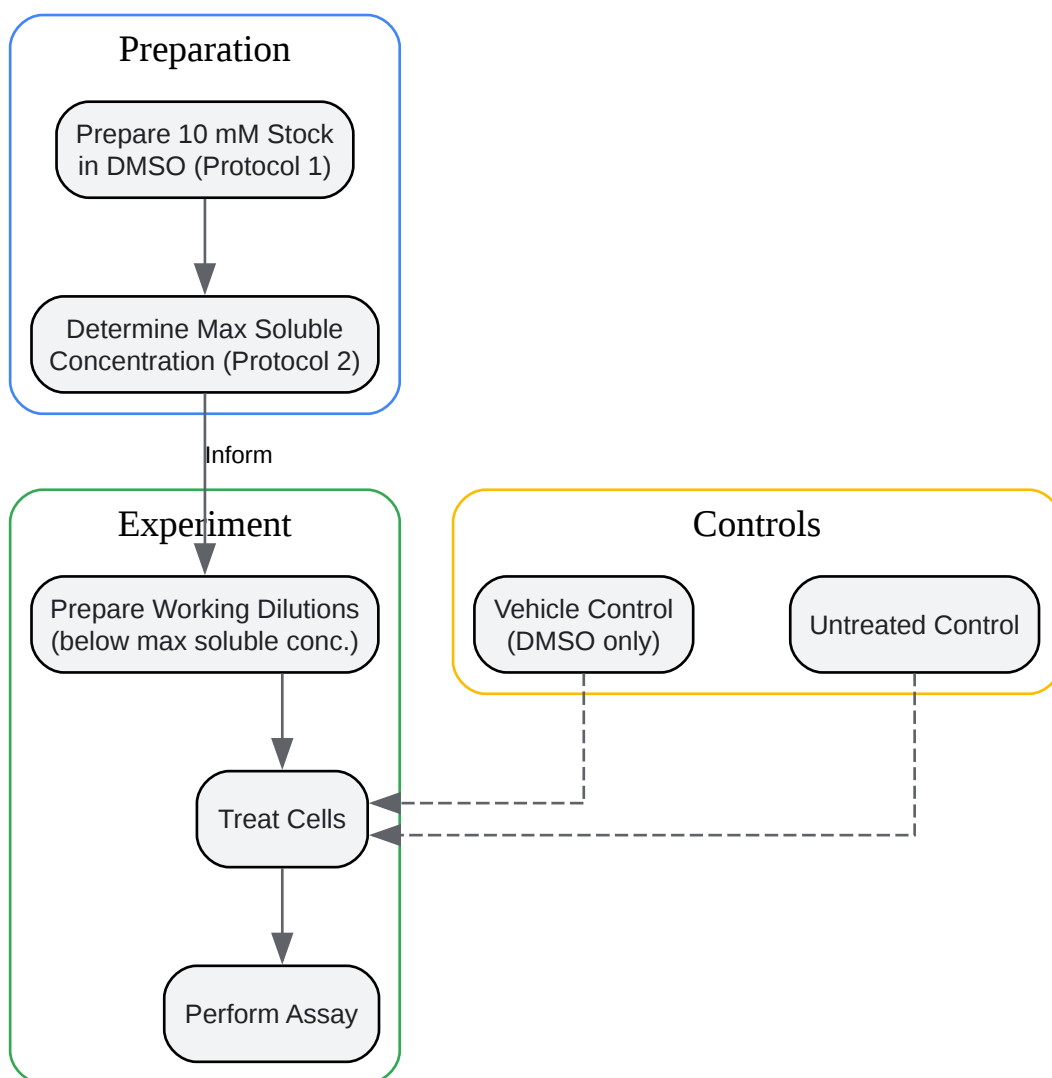 Preparation
Prepare 10 mM Stock
in DMSO (Protocol 1)
Determine Max Soluble
Concentration (Protocol 2)
Inform
Experiment
Prepare Working Dilutions
(below max soluble conc.)
Treat Cells
Perform Assay
Controls
Vehicle Control
(DMSO only)
Untreated Control